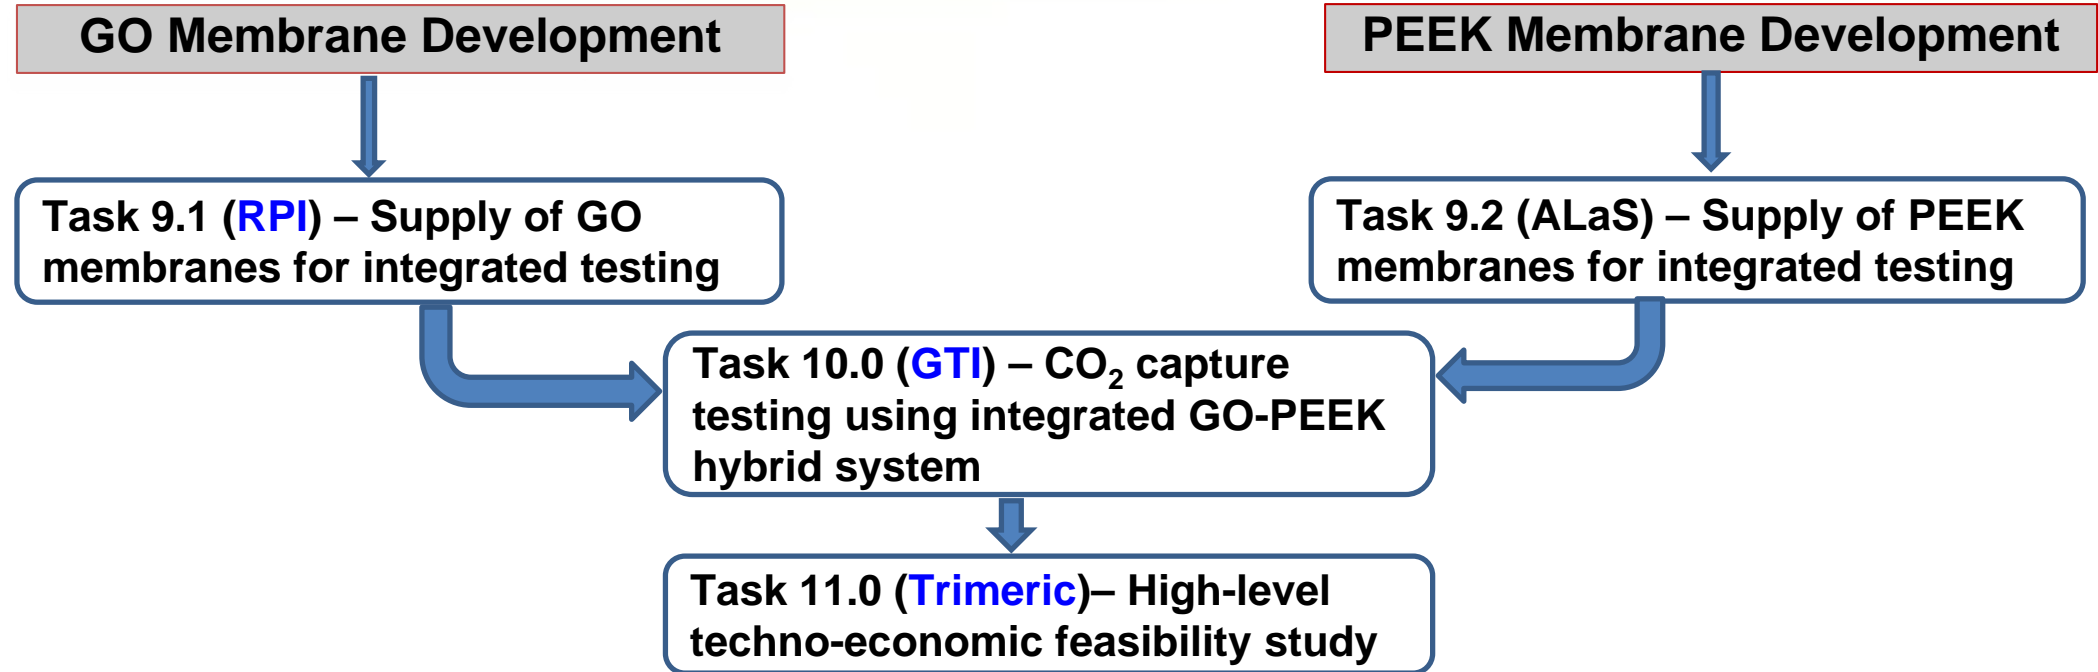 GO Membrane Development
PEEK Membrane Development
Task 9.1 (RPI) – Supply of GO
membranes for integrated testing
Task 9.2 (ALaS) – Supply of PEEK
membranes for integrated testing
Task 10.0 (GTI) – CO₂ capture
testing using integrated GO-PEEK
hybrid system
Task 11.0 (Trimeric)– High-level
techno-economic feasibility study